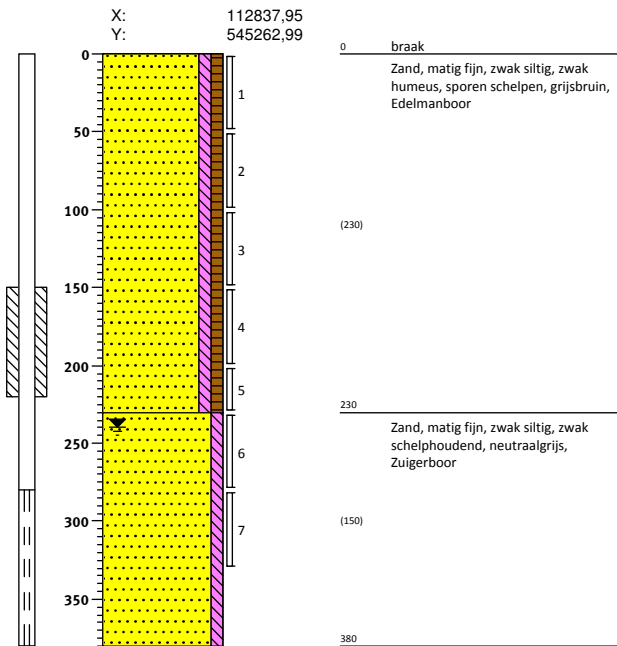 X: 112837,95
Y: 545262,99
0
50
100
150
200
250
300
350
1
2
3
4
5
6
7
0 braak
Zand, matig fijn, zwak siltig, zwak
humeus, sporen schelpen, grijsbruin,
Edelmanboor
(230)
230
Zand, matig fijn, zwak siltig, zwak
schelphoudend, neutraalgrijs,
Zuigerboor
(150)
380